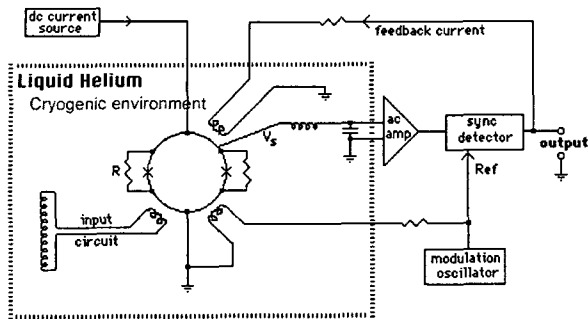 dc current
source
feedback current
Liquid Helium
Cryogenic environment
Vs
ac
amp
sync
detector
output
R
Ref
input
circuit
modulation
oscillator